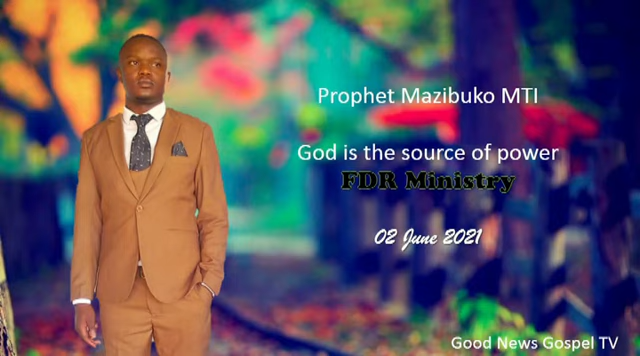 Prophet Mazibuko MTI
God is the source of power
FDR Ministry
02 June 2021
Good News Gospel TV